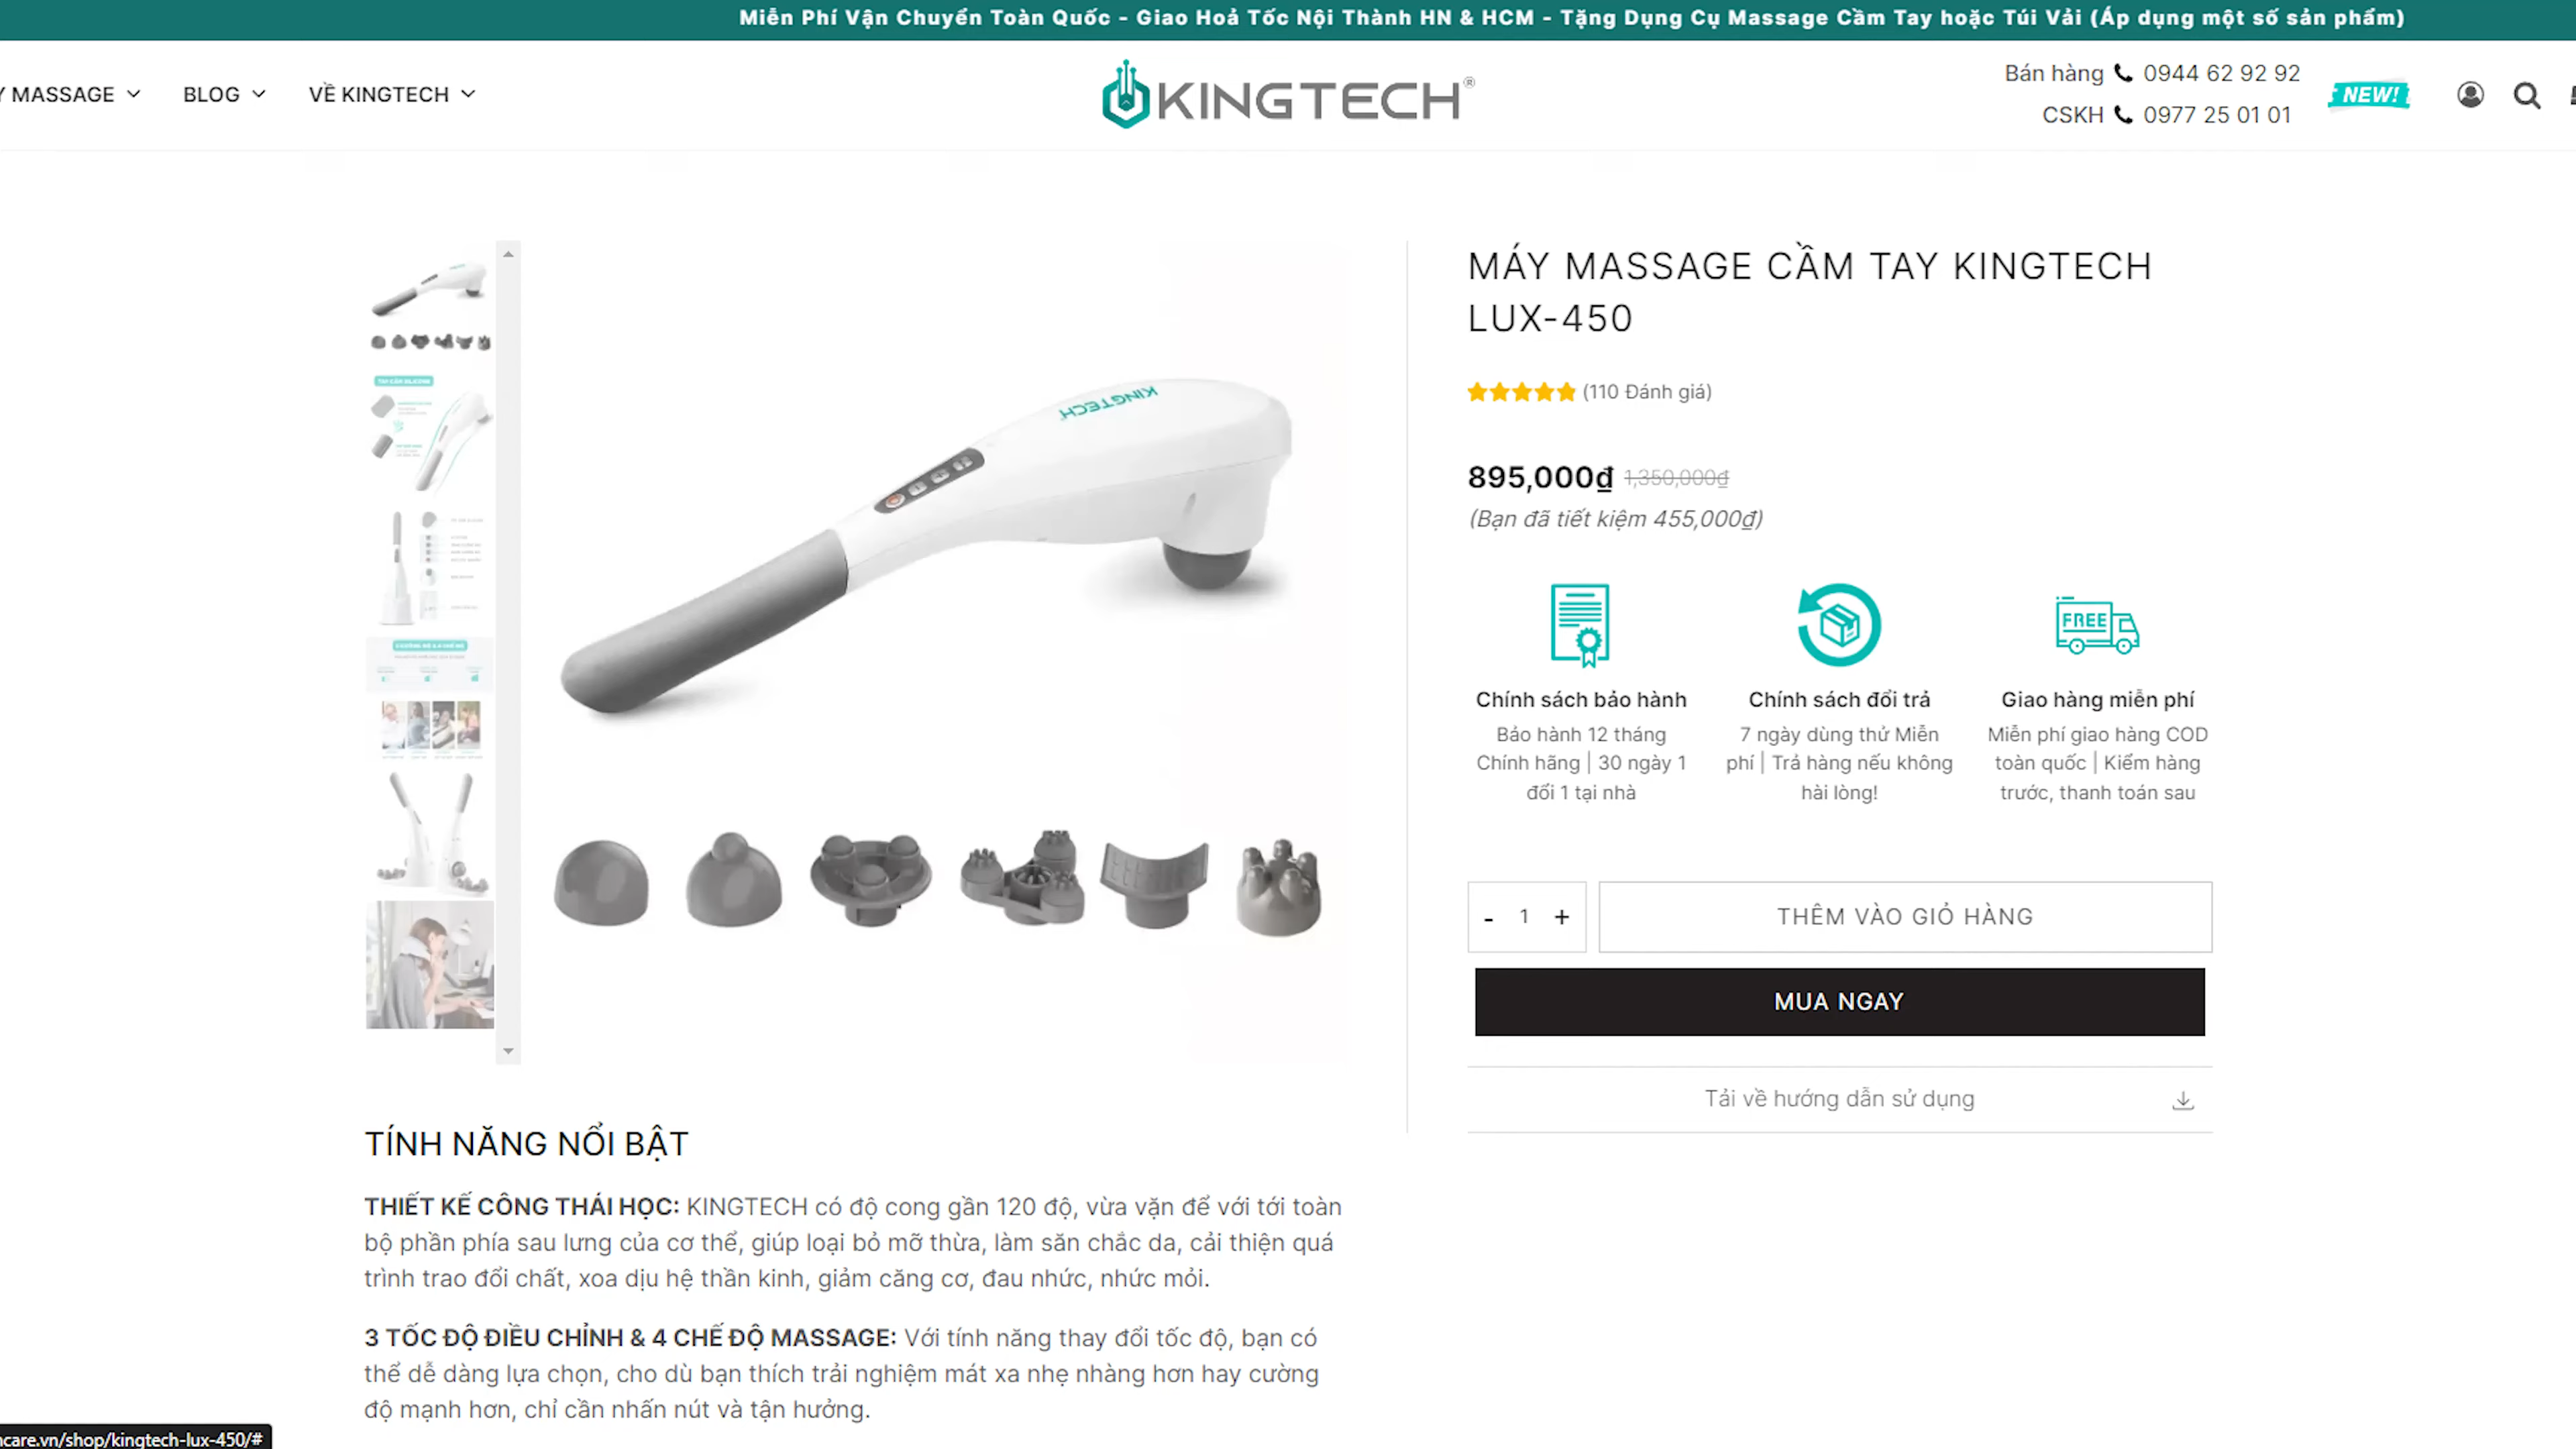 Miễn Phí Vận Chuyển Toàn Quốc - Giao Hoả Tốc Nội Thành HN & HCM - Tặng Dụng Cụ Massage Cầm Tay hoặc Túi Vải (Áp dụng một số sản phẩm)
MASSAGE
BLOG
VỀ KINGTECH
KINGTECH®
Bán hàng 0944 62 92 92
CSKH 0977 25 01 01
NEW!
KINGTECH
MÁY MASSAGE CẦM TAY KINGTECH
LUX-450
(110 Đánh giá)
895,000₫ 1,350,000₫
(Bạn đã tiết kiệm 455,000₫)
FREE
Chính sách bảo hành
Bảo hành 12 tháng
Chính hãng | 30 ngày 1
đổi 1 tại nhà
Chính sách đổi trả
7 ngày dùng thử Miễn
phí | Trả hàng nếu không
hài lòng!
Giao hàng miễn phí
Miễn phí giao hàng COD
toàn quốc | Kiểm hàng
trước, thanh toán sau
- 1 +
THÊM VÀO GIỎ HÀNG
MUA NGAY
Tải về hướng dẫn sử dụng
TÍNH NĂNG NỔI BẬT
THIẾT KẾ CÔNG THÁI HỌC: KINGTECH có độ cong gần 120 độ, vừa vặn để với tới toàn
bộ phần phía sau lưng của cơ thể, giúp loại bỏ mỡ thừa, làm săn chắc da, cải thiện quá
trình trao đổi chất, xoa dịu hệ thần kinh, giảm căng cơ, đau nhức, nhức mỏi.
3 TỐC ĐỘ ĐIỀU CHỈNH & 4 CHẾ ĐỘ MASSAGE: Với tính năng thay đổi tốc độ, bạn có
thể dễ dàng lựa chọn, cho dù bạn thích trải nghiệm mát xa nhẹ nhàng hơn hay cường
độ mạnh hơn, chỉ cần nhấn nút và tận hưởng.
care.vn/shop/kingtech-lux-450/#